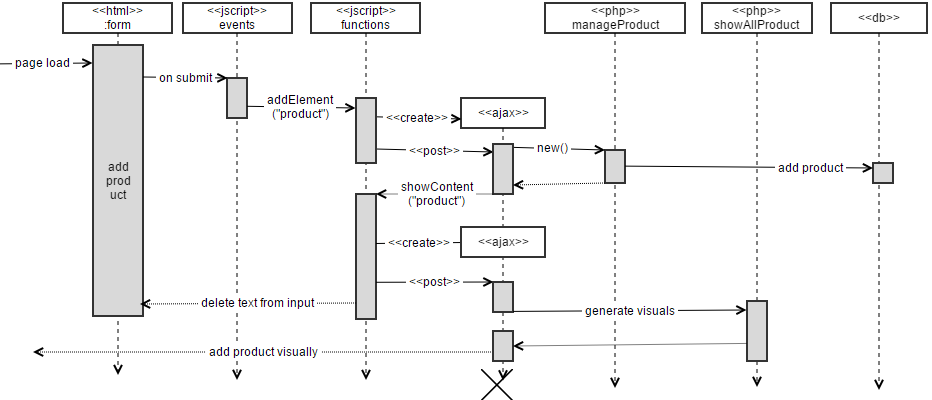 <<html>>
:form
<<jscript>>
events
<<jscript>>
functions
<<php>>
manageProduct
<<php>>
showAllProduct
<<db>>
page load
on submit
addElement
("product")
<<create>>
<<ajax>>
<<post>>
new()
add
prod
uct
add product
showContent
("product")
<<create>>
<<ajax>>
<<post>>
delete text from input
generate visuals
add product visually